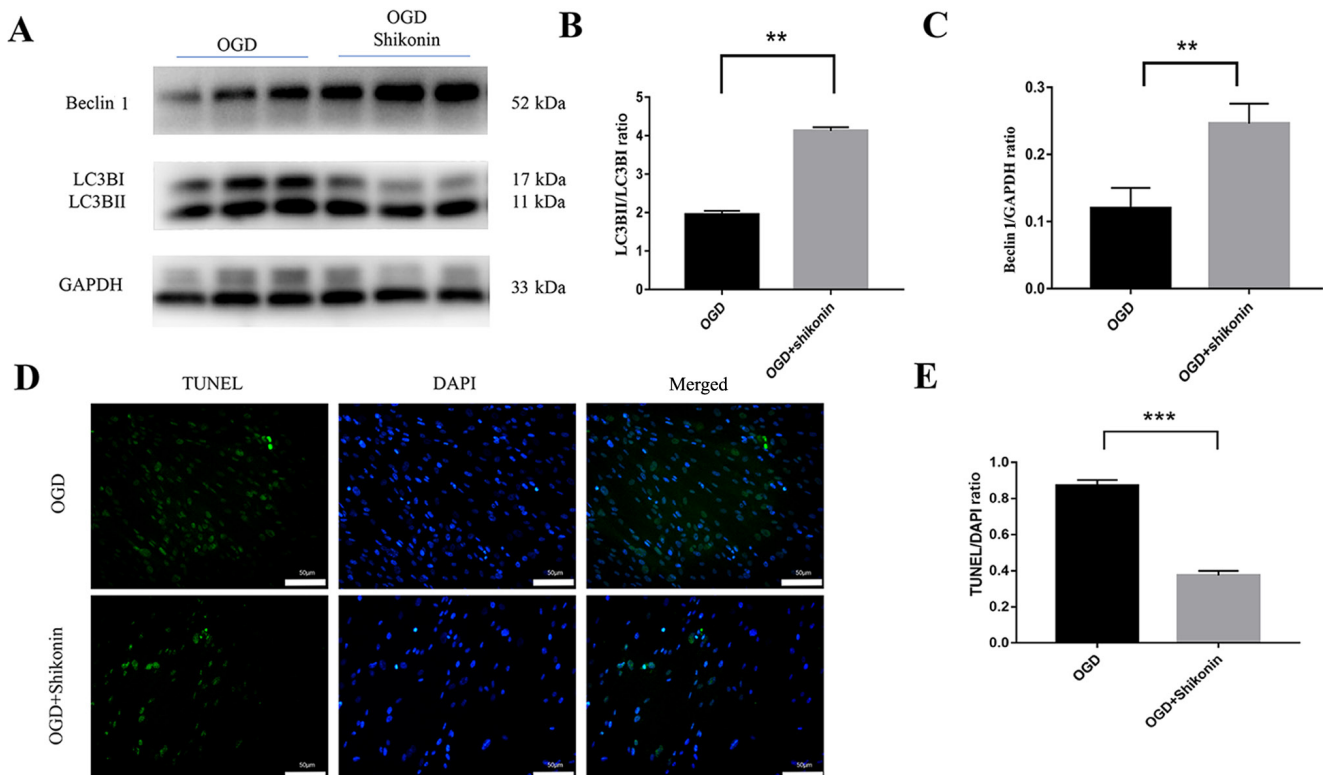 A
OGD
OGD
Shikonin
Beclin 1
52 kDa
LC3BI
17 kDa
LC3BII
11 kDa
GAPDH
33 kDa
B
**
LC3BII/LC3BI ratio
5
4
3
2
1
0
OGD
OGD+shikonin
C
**
Beclin 1/GAPDH ratio
0.3
0.2
0.1
0.0
OGD
OGD+shikonin
D
TUNEL
DAPI
Merged
OGD
50µm
50µm
50µm
OGD+Shikonin
50µm
50µm
50µm
E
***
TUNEL/DAPI ratio
1.0
0.8
0.6
0.4
0.2
0.0
OGD
OGD+Shikonin